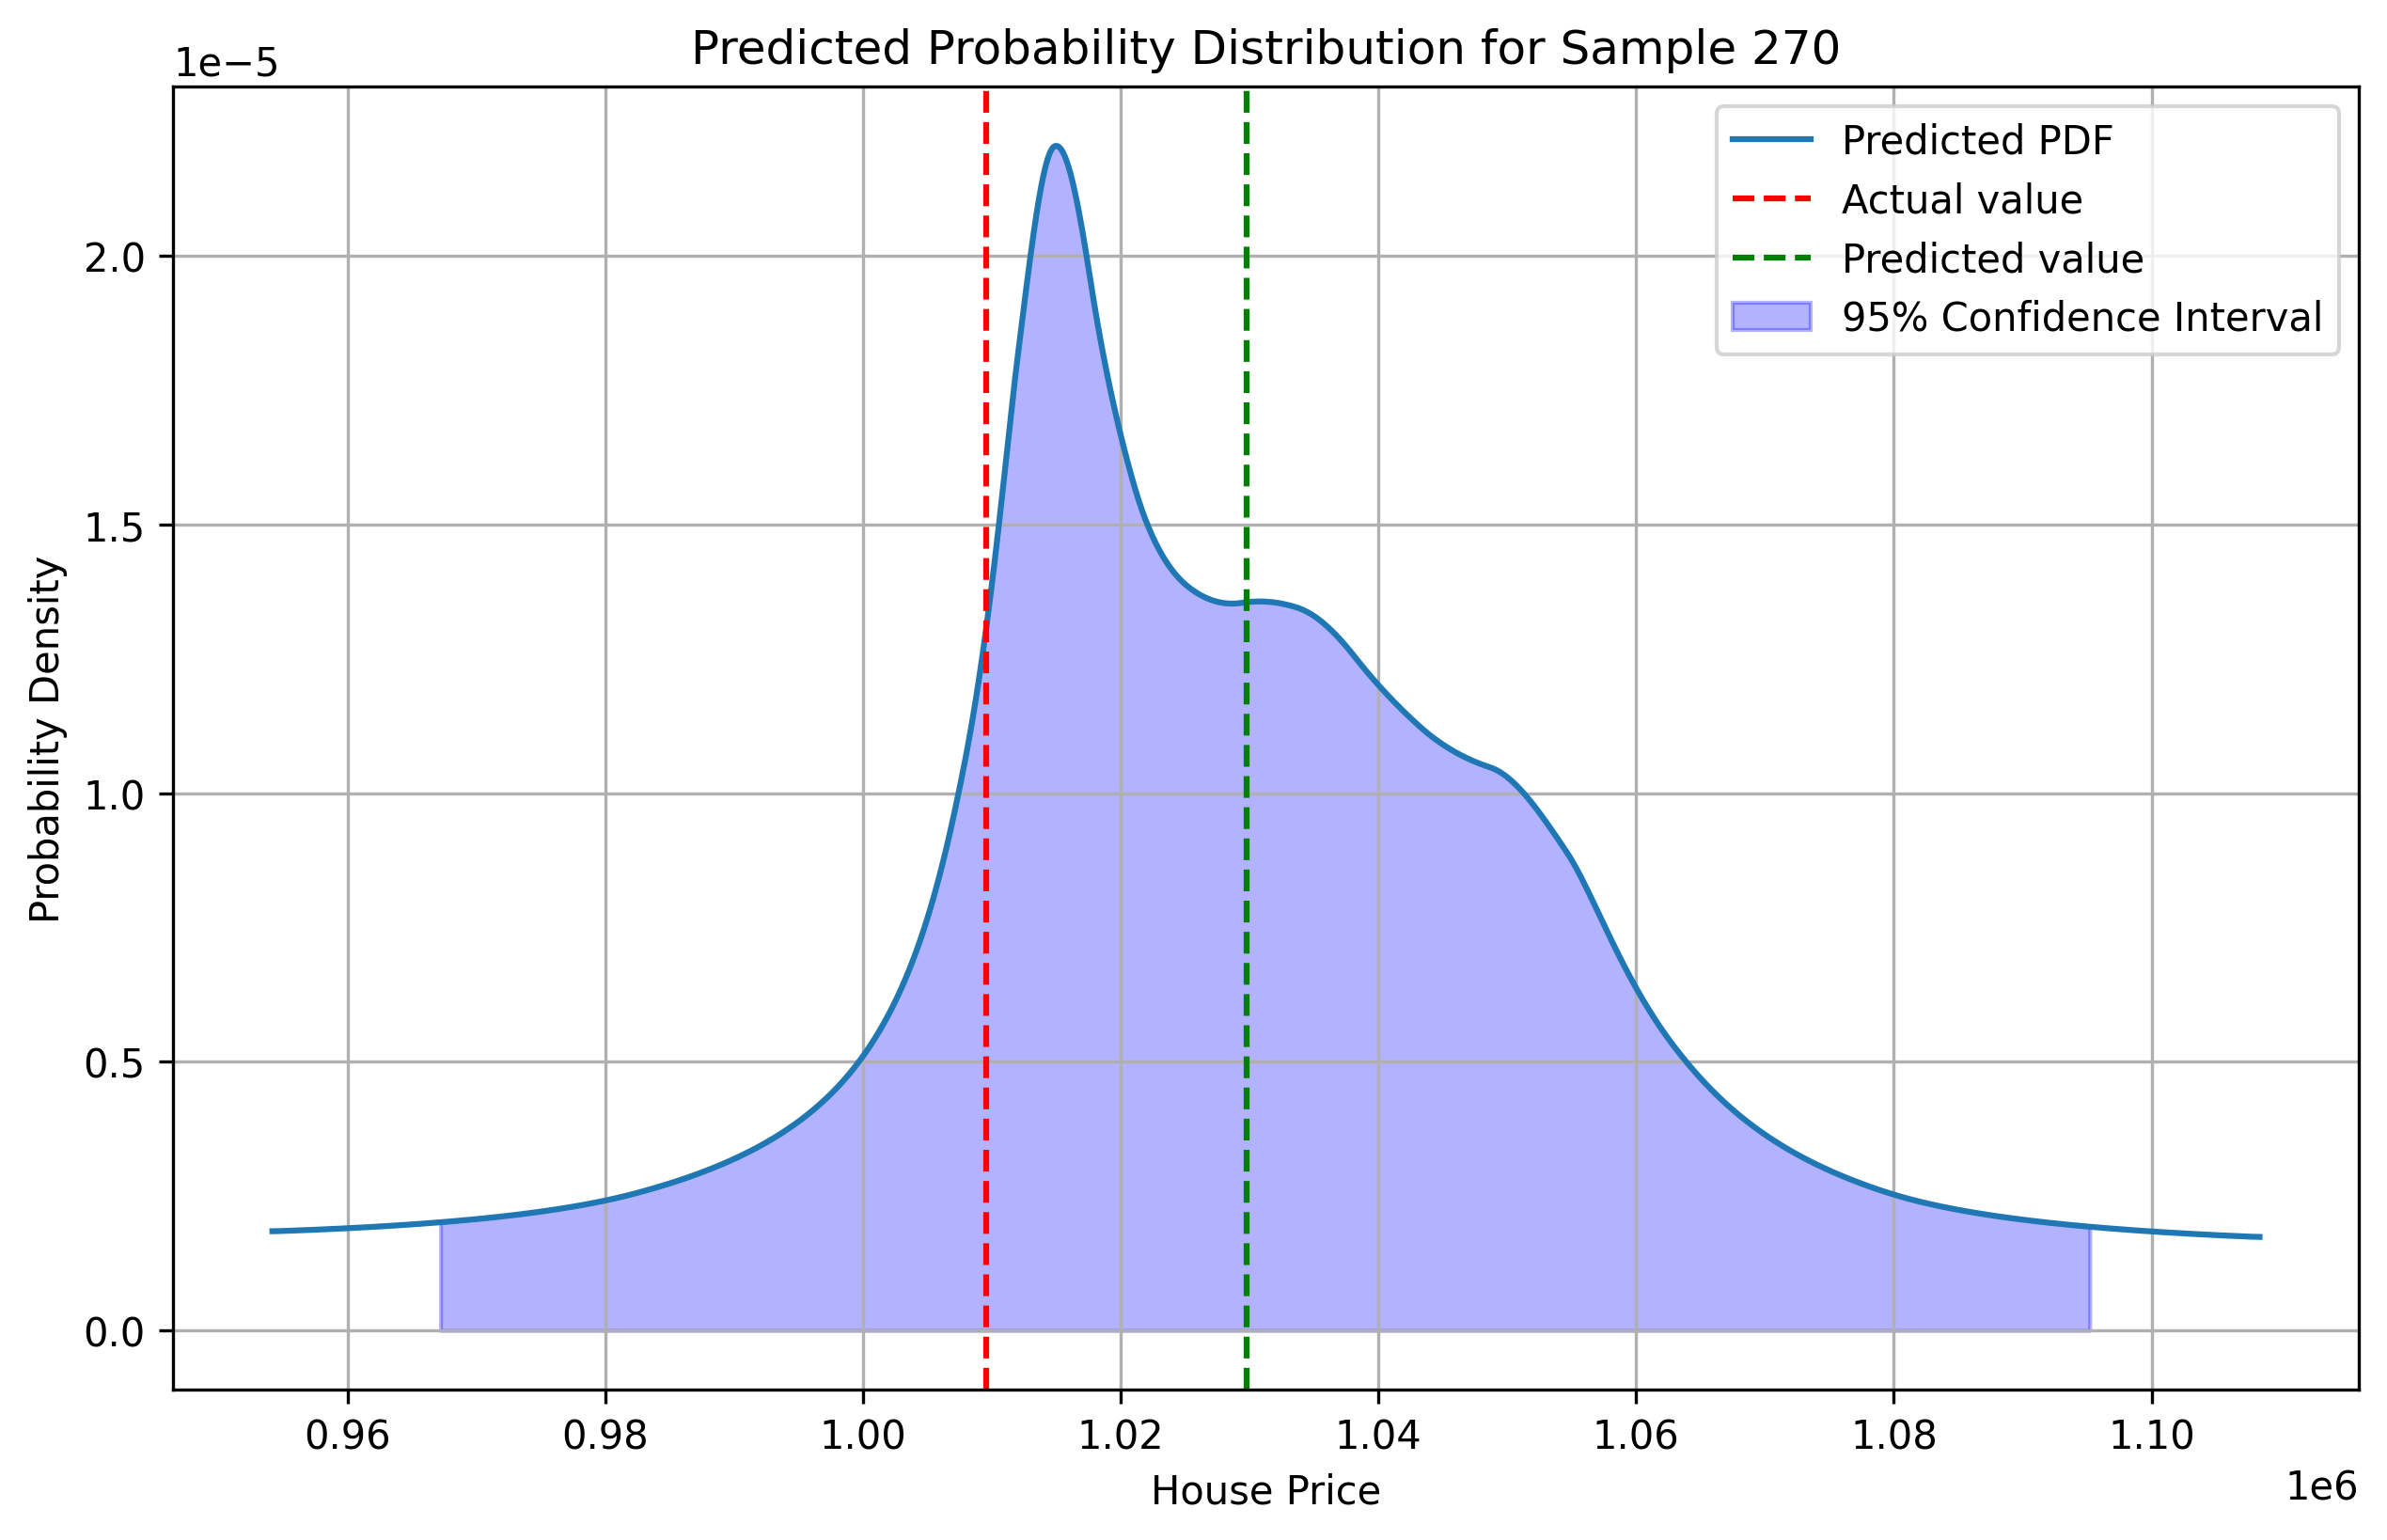 Predicted Probability Distribution for Sample 270
1e−5
Predicted PDF
Actual value
Predicted value
95% Confidence Interval
2.0
1.5
1.0
0.5
0.0
Probability Density
0.96 0.98 1.00 1.02 1.04 1.06 1.08 1.10
House Price
1e6